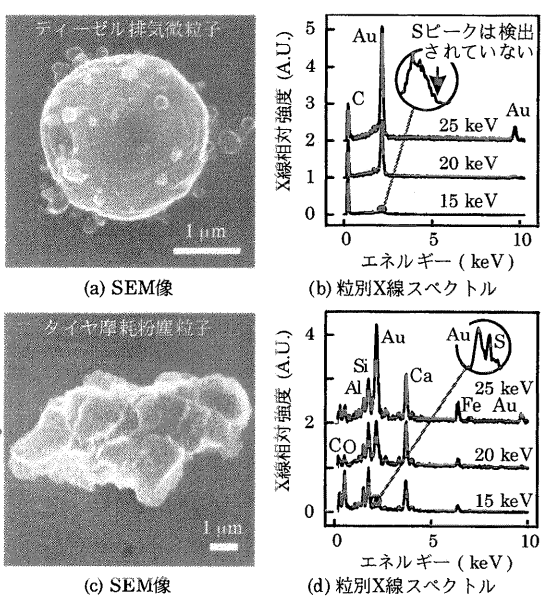 ディーゼル排気微粒子
1 μm
(a) SEM像
X線相対強度 (A.U.)
5
4
3
2
1
0
Au
Sピークは検出
されていない
C
Au
25 keV
20 keV
15 keV
0
5
10
エネルギー ( keV )
(b) 粒別X線スペクトル
タイヤ摩耗粉塵粒子
1 μm
(c) SEM像
X線相対強度 (A.U.)
4
2
0
Au
Au
S
Si
Al
Ca
25 keV
Fe
Au
C
O
20 keV
15 keV
0
5
10
エネルギー ( keV )
(d) 粒別X線スペクトル